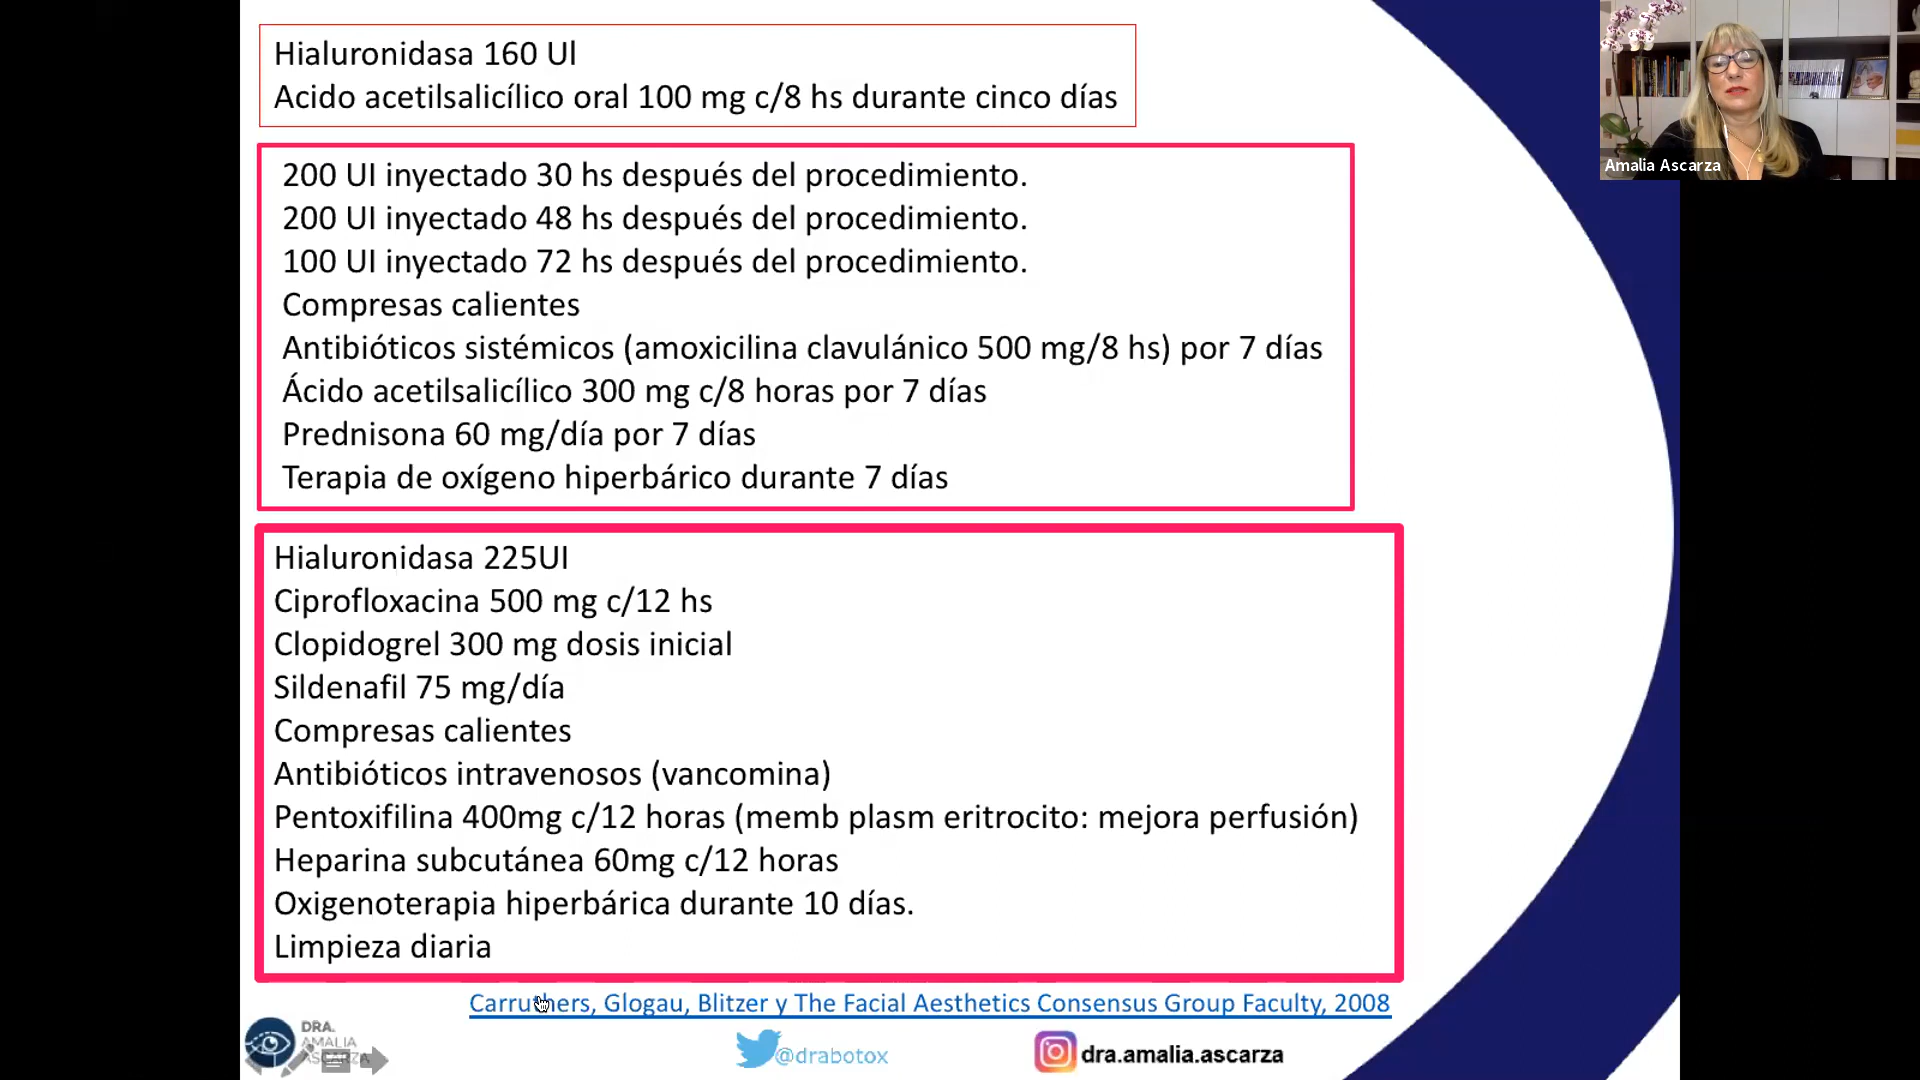 Hialuronidasa 160 Ul
Acido acetilsalicílico oral 100 mg c/8 hs durante cinco días
200 UI inyectado 30 hs después del procedimiento.
200 UI inyectado 48 hs después del procedimiento.
100 UI inyectado 72 hs después del procedimiento.
Compresas calientes
Antibióticos sistémicos (amoxicilina clavulánico 500 mg/8 hs) por 7 días
Ácido acetilsalicílico 300 mg c/8 horas por 7 días
Prednisona 60 mg/día por 7 días
Terapia de oxígeno hiperbárico durante 7 días
Hialuronidasa 225UI
Ciprofloxacina 500 mg c/12 hs
Clopidogrel 300 mg dosis inicial
Sildenafil 75 mg/día
Compresas calientes
Antibióticos intravenosos (vancomina)
Pentoxifilina 400mg c/12 horas (memb plasm eritrocito: mejora perfusión)
Heparina subcutánea 60mg c/12 horas
Oxigenoterapia hiperbárica durante 10 días.
Limpieza diaria
Carruthers, Glogau, Blitzer y The Facial Aesthetics Consensus Group Faculty, 2008
DRA.
AMALIA
ASCARZA
@drabotox
dra.amalia.ascarza
Amalia Ascarza